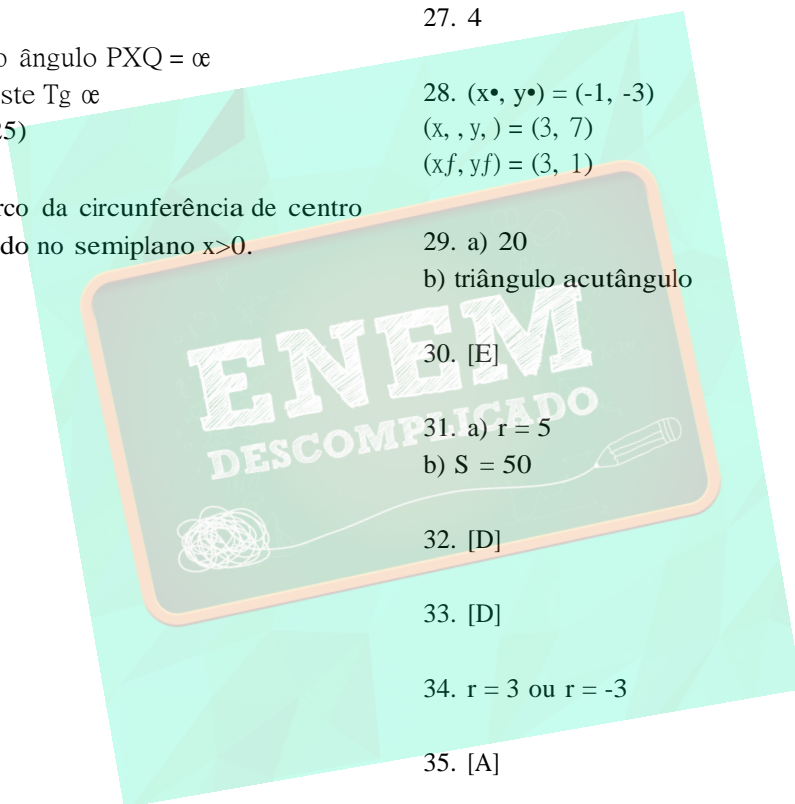 o ângulo PXQ = œ
ste Tg œ
5)
rco da circunferência de centro
do no semiplano x>0.
ENEM
DESCOMPLICADO
27. 4
28. (x•, y•) = (-1, -3)
(x, , y, ) = (3, 7)
(xf, yf) = (3, 1)
29. a) 20
b) triângulo acutângulo
30. [E]
31. a) r = 5
b) S = 50
32. [D]
33. [D]
34. r = 3 ou r = -3
35. [A]